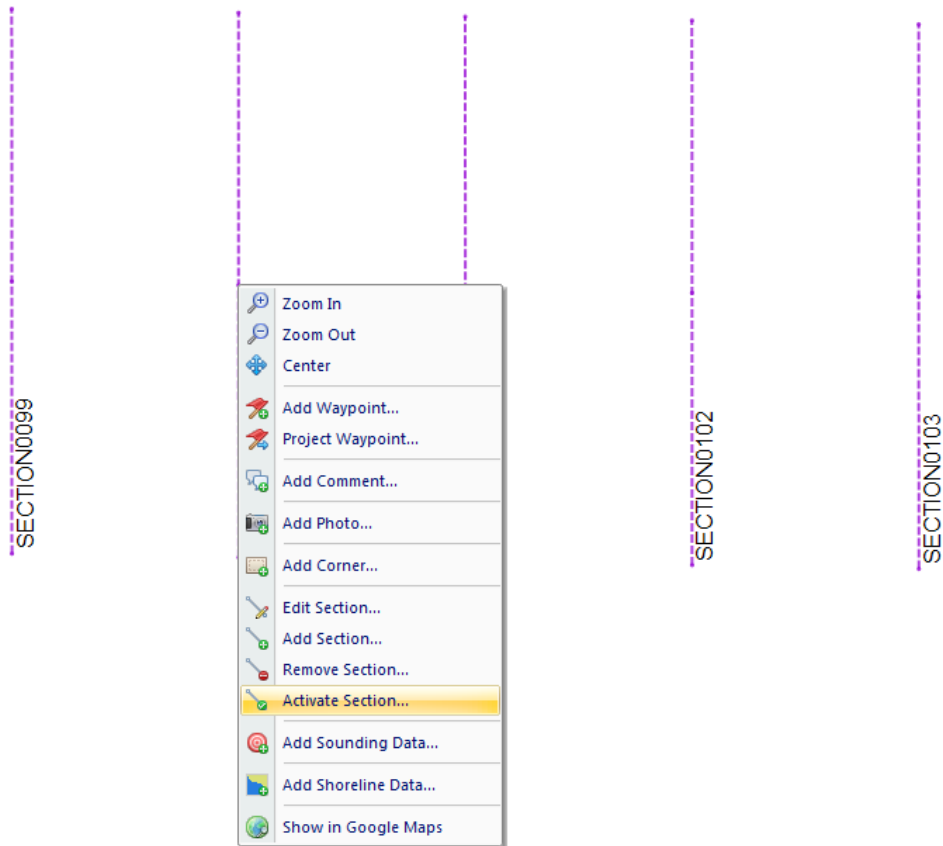 SECTION0099
Zoom In
Zoom Out
Center
Add Waypoint...
Project Waypoint...
Add Comment...
Add Photo...
Add Corner...
Edit Section...
Add Section...
Remove Section...
Activate Section...
Add Sounding Data...
Add Shoreline Data...
Show in Google Maps
SECTION0102
SECTION0103